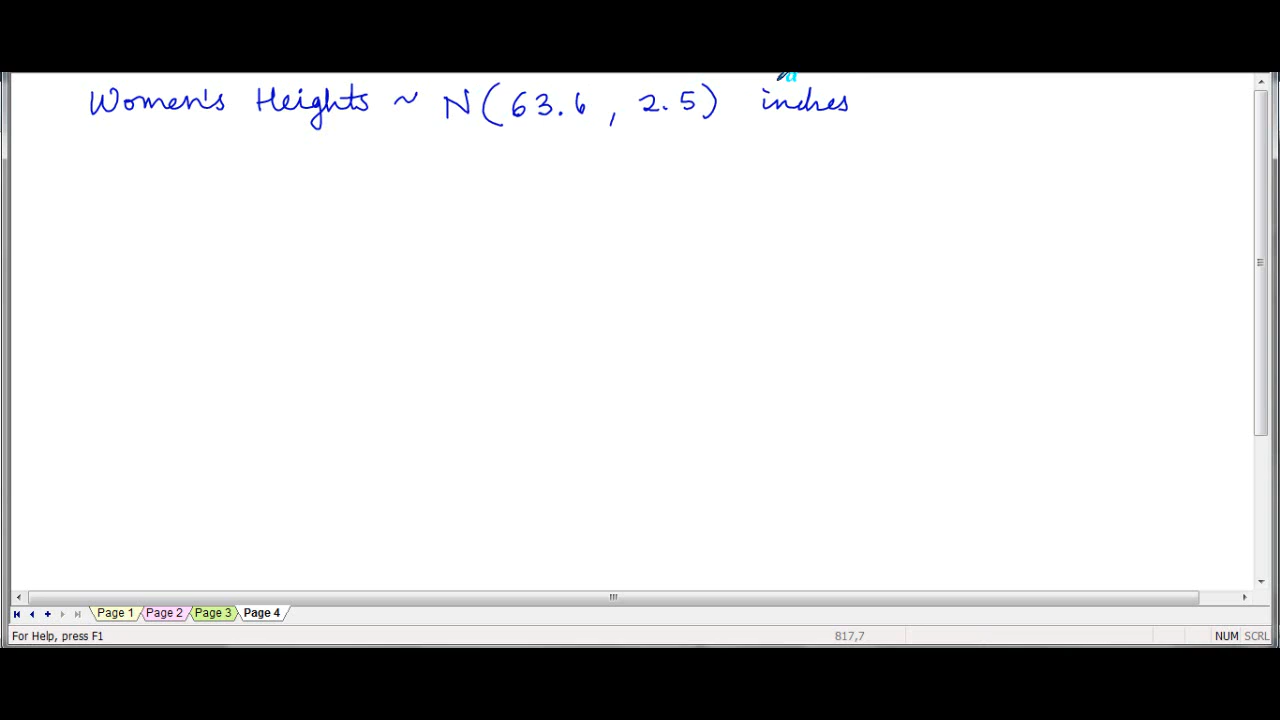 Women's Heights ~ N(63.6, 2.5) inches
Page 1 Page 2 Page 3 Page 4
For Help, press F1 817,7 NUM SCRL